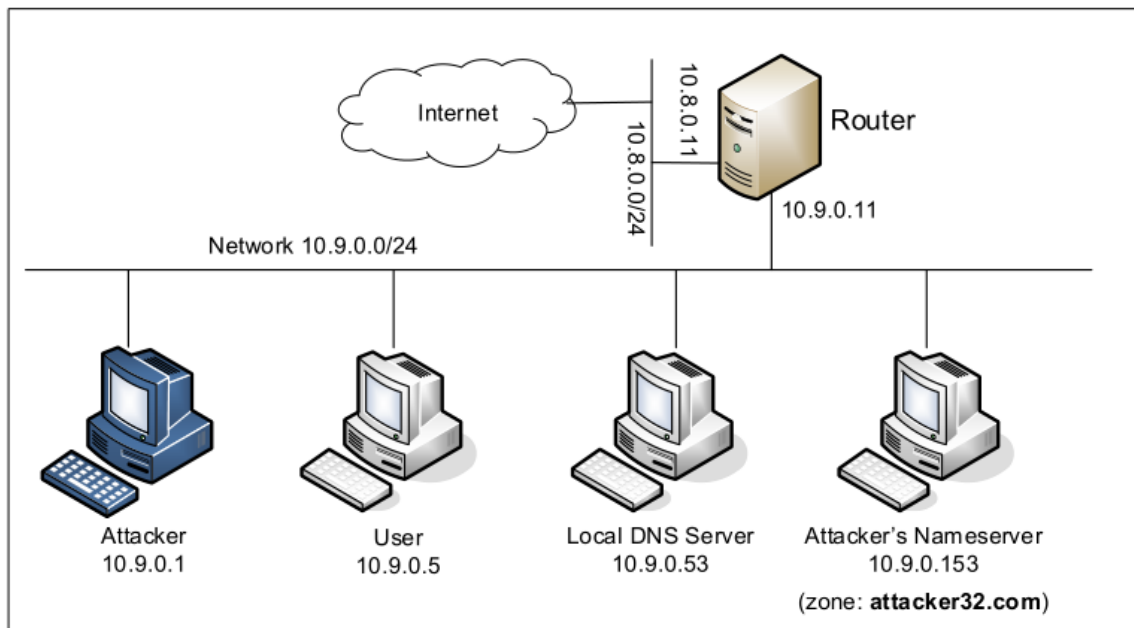 Internet
10.8.0.11
10.8.0.0/24
Router
10.9.0.11
Network 10.9.0.0/24
Attacker
10.9.0.1
User
10.9.0.5
Local DNS Server
10.9.0.53
Attacker’s Nameserver
10.9.0.153
(zone: attacker32.com)